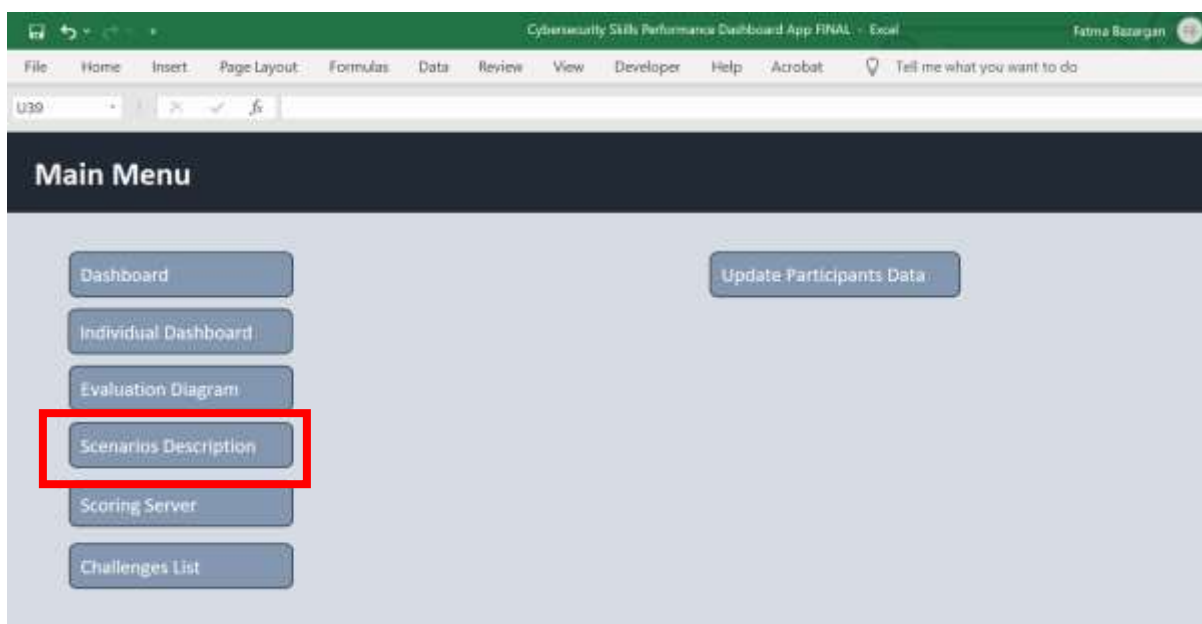 Cybersecurity Skills Performance Dashboard App FINAL - Excel Fatma Bazargan
File Home Insert Page Layout Formulas Data Review View Developer Help Acrobat Tell me what you want to do
U39 fx
Main Menu
Dashboard
Update Participants Data
Individual Dashboard
Evaluation Diagram
Scenarios Description
Scoring Server
Challenges List